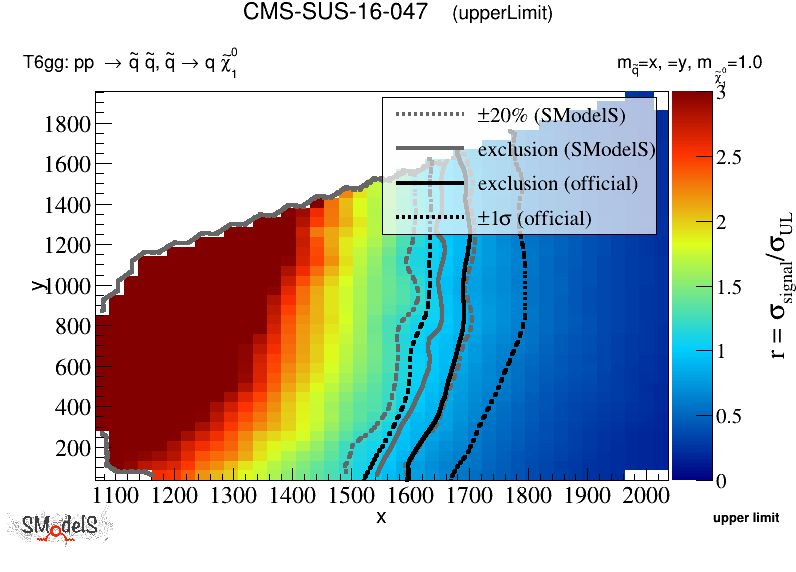 CMS-SUS-16-047 (upperLimit)
T6gg: pp → q̃ q̃, q̃ → q χ̃₁⁰
m_q̃=x, =y, m_χ̃₁⁰=1.0
±20% (SModelS)
exclusion (SModelS)
exclusion (official)
±1σ (official)
1800
1600
1400
1200
1000
800
600
400
200
y
1100 1200 1300 1400 1500 1600 1700 1800 1900 2000
x
3
2.5
2
1.5
1
0.5
0
r = σ_signal/σ_UL
SModelS
upper limit